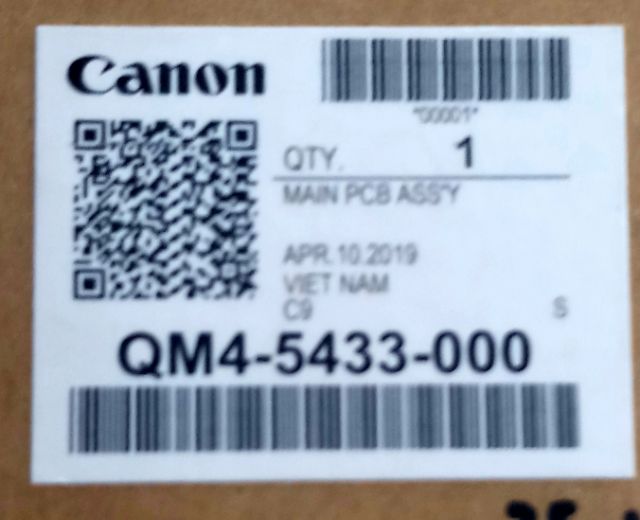 Canon
*00001*
QTY. 1
MAIN PCB ASS'Y
APR.10.2019
VIET NAM
C9 S
QM4-5433-000